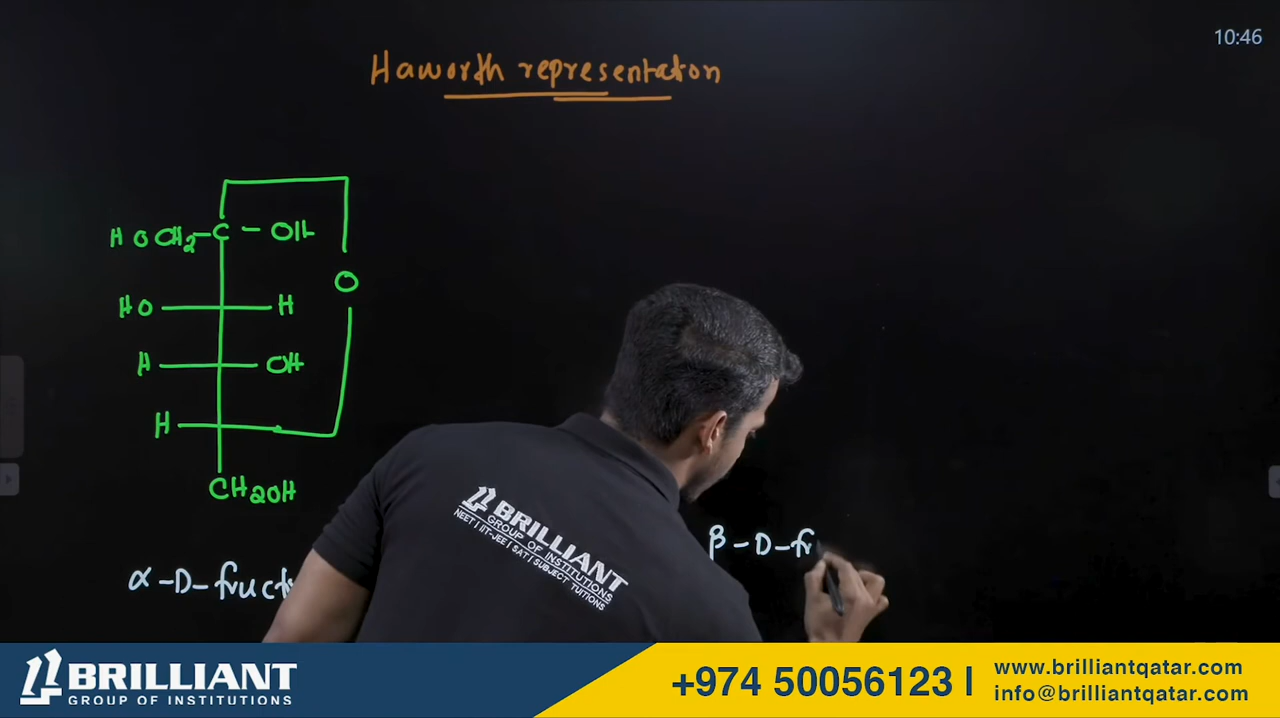 10:46
Haworth representaton
HOCH2-C-OH
O
HO H
H OH
H
CH2OH
BRILLIANT
GROUP OF INSTITUTIONS
NEET | IIT-JEE | SAT | SUBJECT TUITIONS
β-D-fr
α-D-fruct
BRILLIANT
GROUP OF INSTITUTIONS
+974 50056123 |
www.brilliantqatar.com
info@brilliantqatar.com